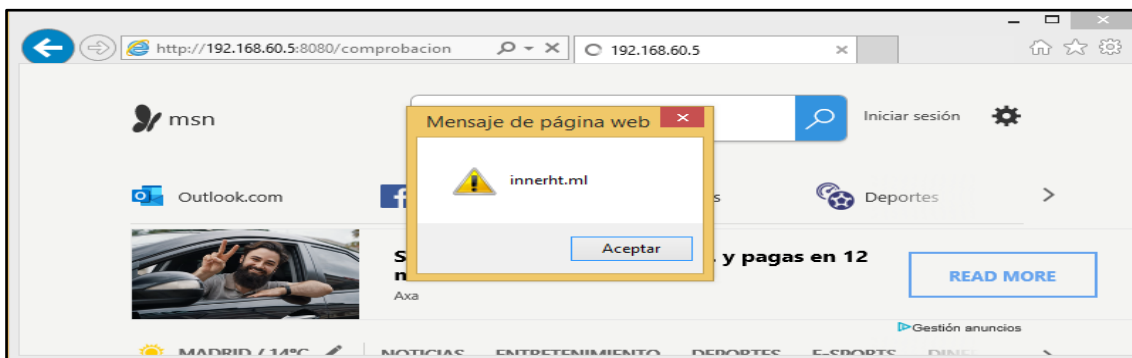 http://192.168.60.5:8080/comprobacion
192.168.60.5
msn
Iniciar sesión
Mensaje de página web
innerht.ml
Aceptar
Outlook.com
Deportes
y pagas en 12
Axa
READ MORE
Gestión anuncios
MADRID / 14°C
NOTICIAS ENTRETENIMIENTO DEPORTES E-SPORTS